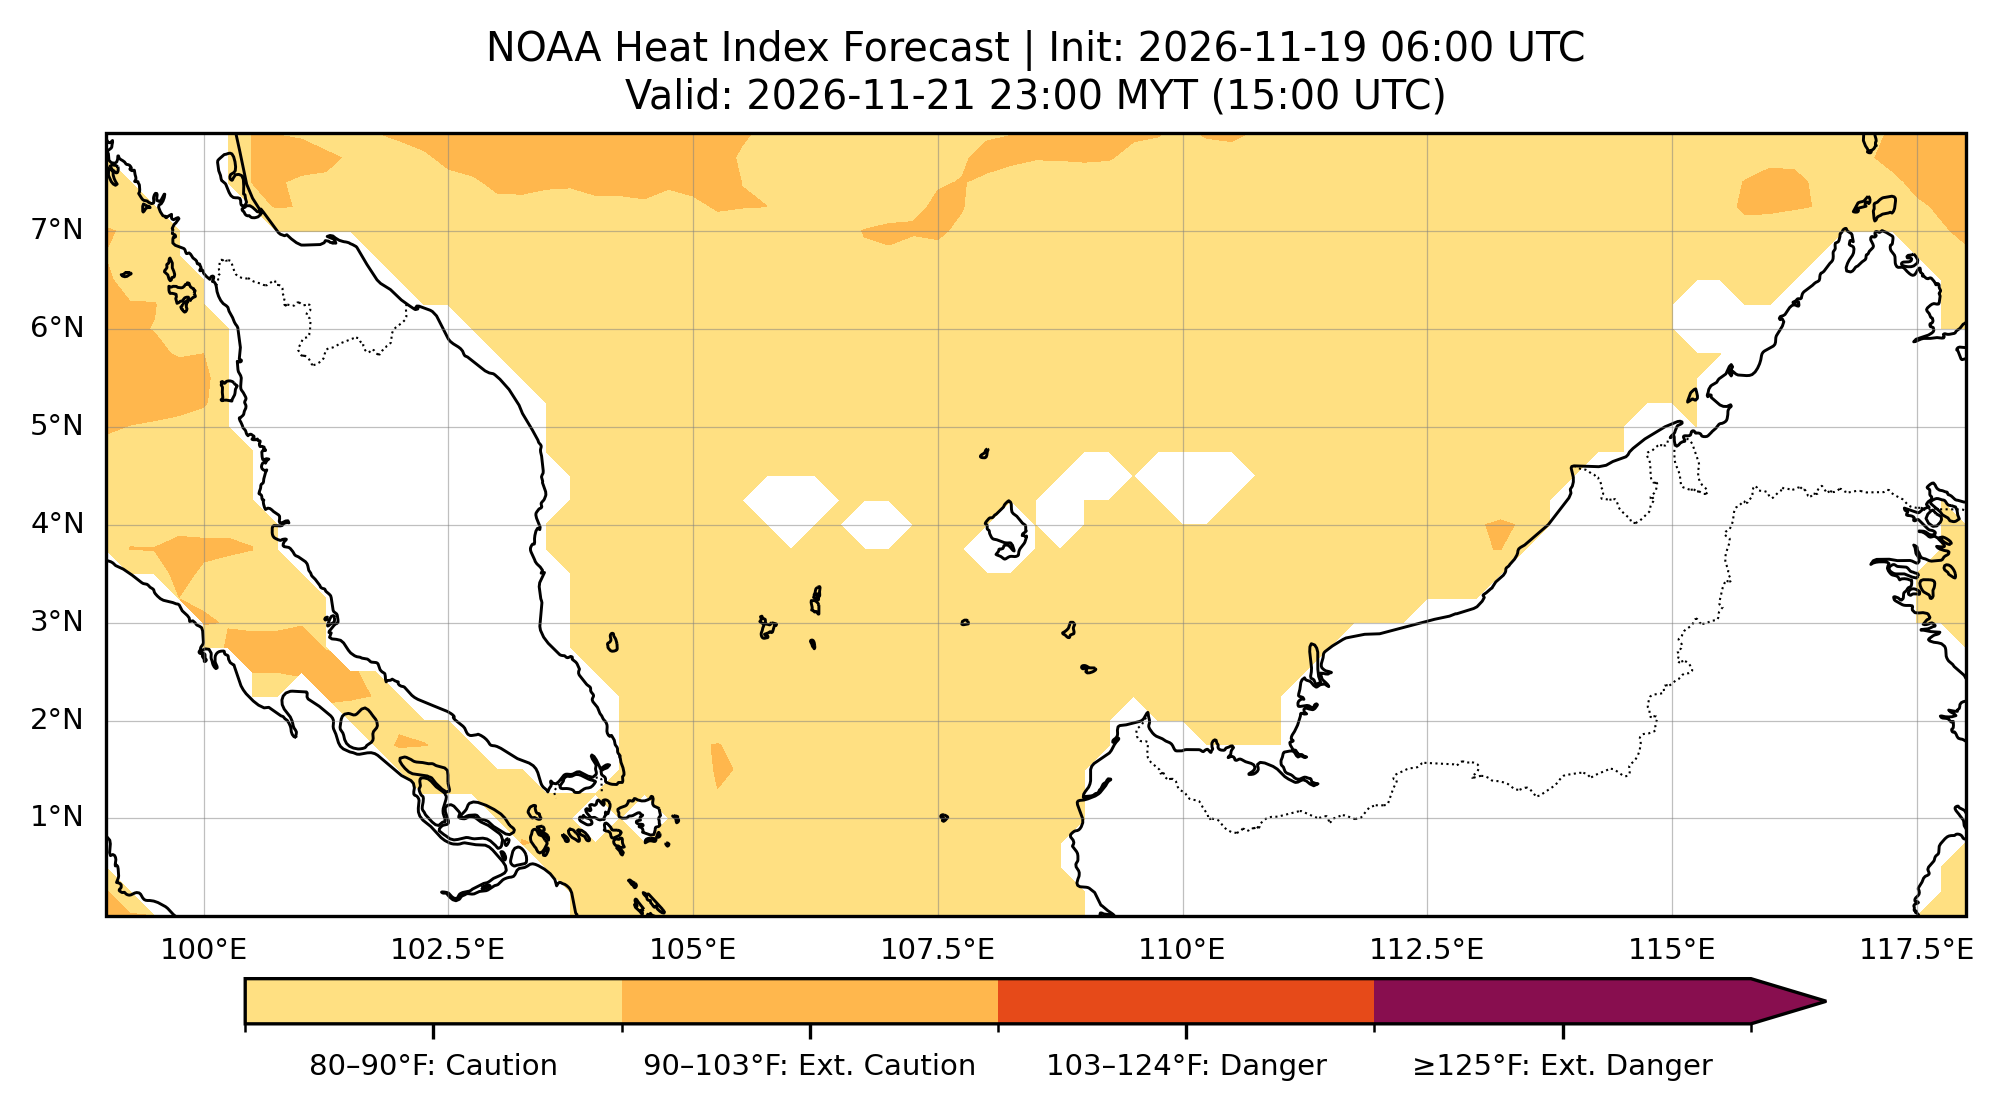 NOAA Heat Index Forecast | Init: 2026-11-19 06:00 UTC
Valid: 2026-11-21 23:00 MYT (15:00 UTC)
7°N
6°N
5°N
4°N
3°N
2°N
1°N
100°E 102.5°E 105°E 107.5°E 110°E 112.5°E 115°E 117.5°E
80–90°F: Caution 90–103°F: Ext. Caution 103–124°F: Danger ≥125°F: Ext. Danger